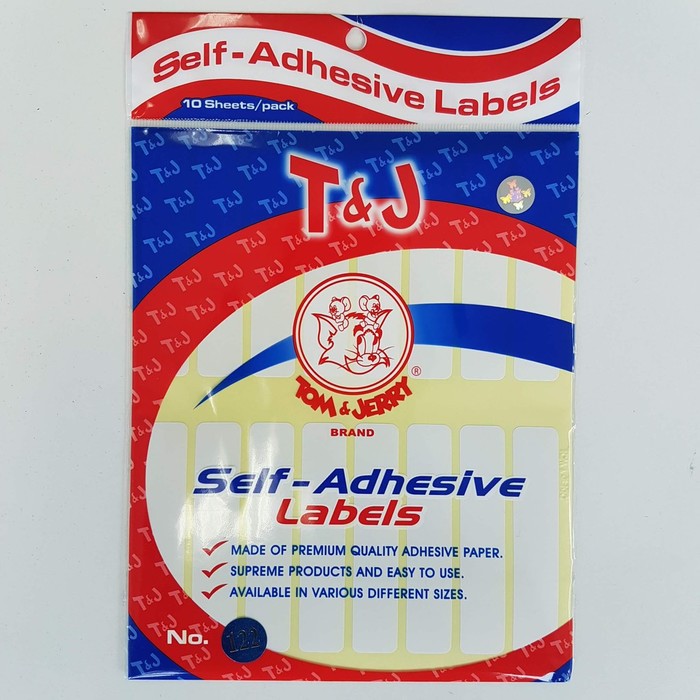 Self-Adhesive Labels
10 Sheets/pack
T&J
TOM & JERRY ®
BRAND
Self-Adhesive
Labels
MADE OF PREMIUM QUALITY ADHESIVE PAPER.
SUPREME PRODUCTS AND EASY TO USE.
AVAILABLE IN VARIOUS DIFFERENT SIZES.
No. 122